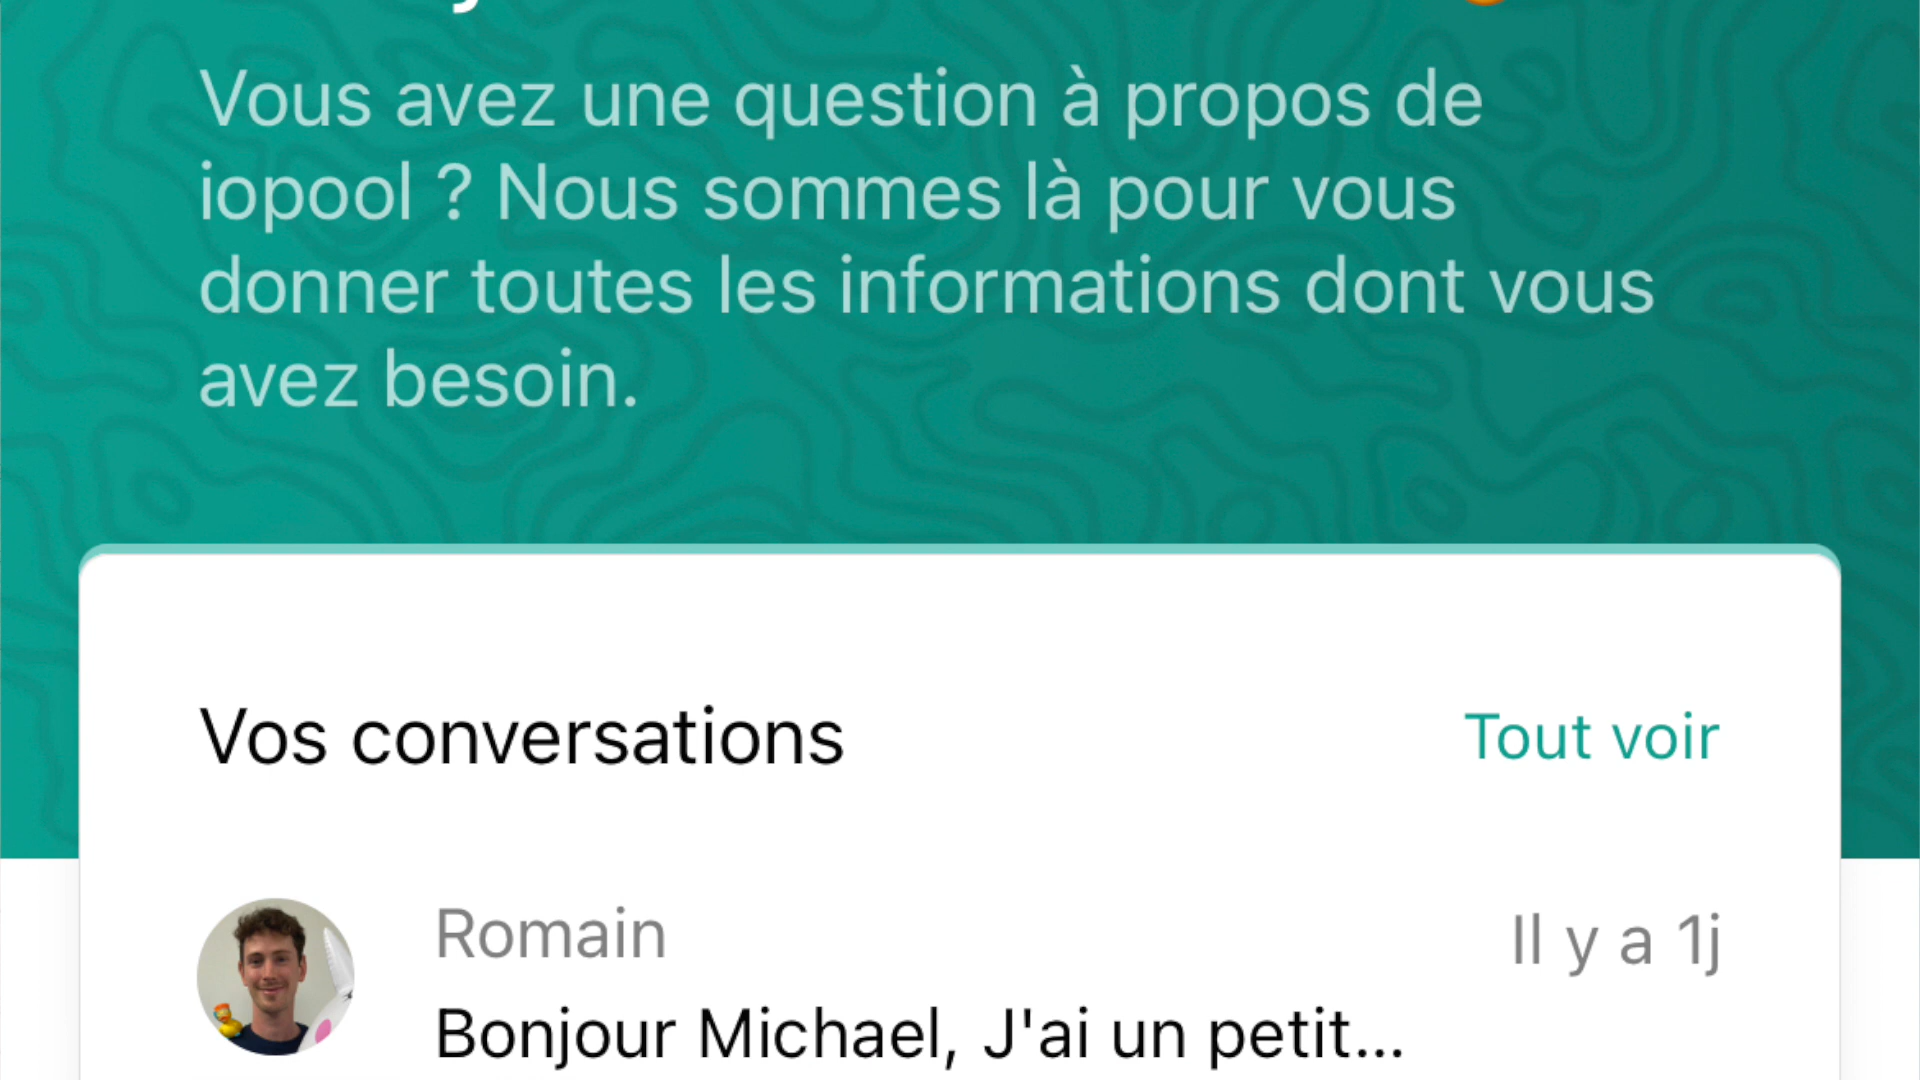 Vous avez une question à propos de
iopool ? Nous sommes là pour vous
donner toutes les informations dont vous
avez besoin.
Vos conversations
Tout voir
Romain
Il y a 1j
Bonjour Michael, J'ai un petit...